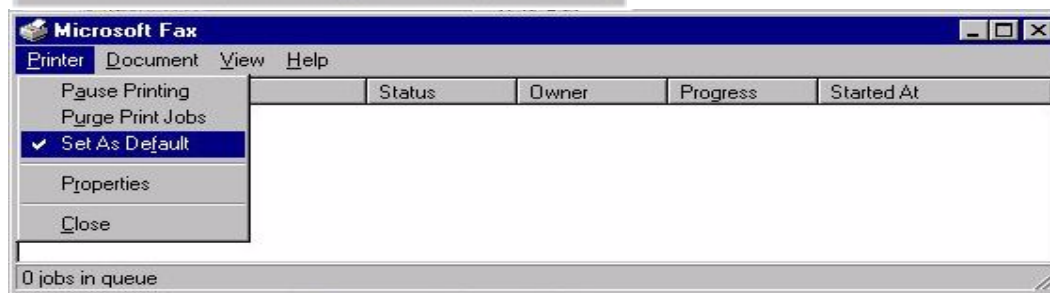 Microsoft Fax
Printer Document View Help
Pause Printing
Purge Print Jobs
Set As Default
Properties
Close
Status Owner Progress Started At
0 jobs in queue